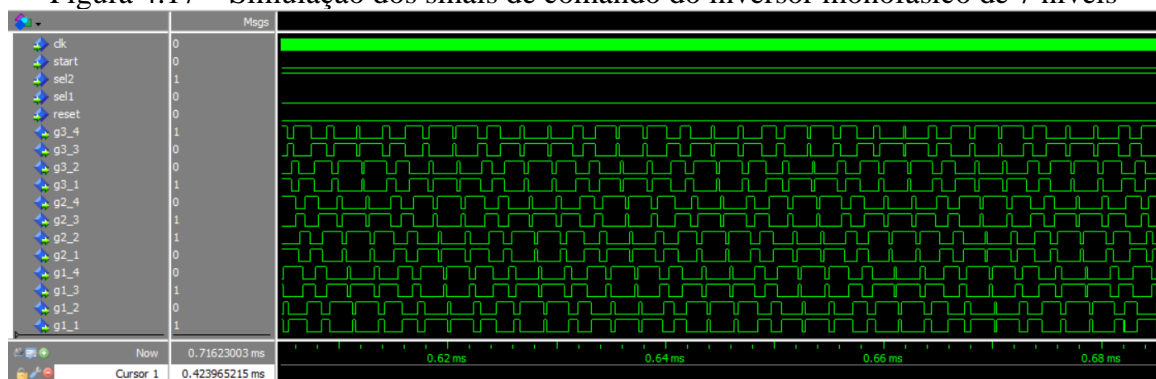 Figura 4.17 – Simulação dos sinais de comando do inversor monofásico de 7 níveis
Msgs
clk 0
start 0
sel2 1
sel1 0
reset 0
g3_4 1
g3_3 0
g3_2 0
g3_1 1
g2_4 0
g2_3 1
g2_2 1
g2_1 0
g1_4 0
g1_3 1
g1_2 0
g1_1 1
Now 0.71623003 ms 0.62 ms 0.64 ms 0.66 ms 0.68 ms
Cursor 1 0.423965215 ms